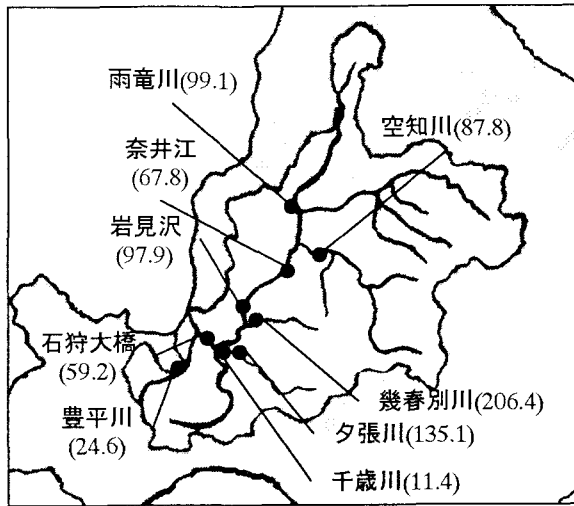 雨竜川(99.1)
空知川(87.8)
奈井江
(67.8)
岩見沢
(97.9)
石狩大橋
(59.2)
豊平川
(24.6)
幾春別川(206.4)
夕張川(135.1)
千歳川(11.4)